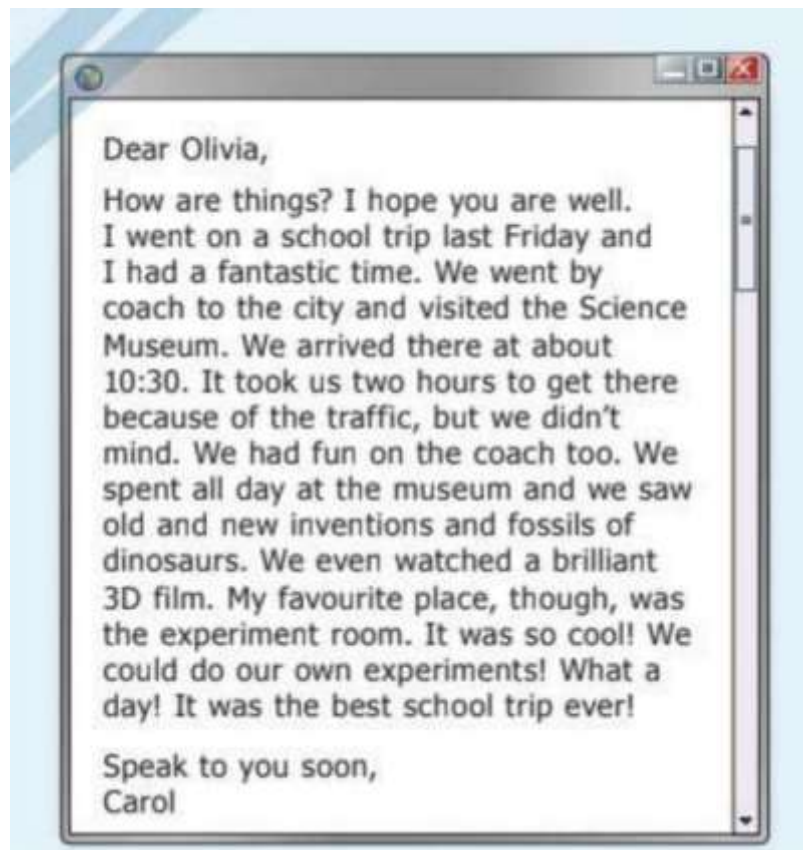 Dear Olivia,
How are things? I hope you are well.
I went on a school trip last Friday and
I had a fantastic time. We went by
coach to the city and visited the Science
Museum. We arrived there at about
10:30. It took us two hours to get there
because of the traffic, but we didn't
mind. We had fun on the coach too. We
spent all day at the museum and we saw
old and new inventions and fossils of
dinosaurs. We even watched a brilliant
3D film. My favourite place, though, was
the experiment room. It was so cool! We
could do our own experiments! What a
day! It was the best school trip ever!
Speak to you soon,
Carol